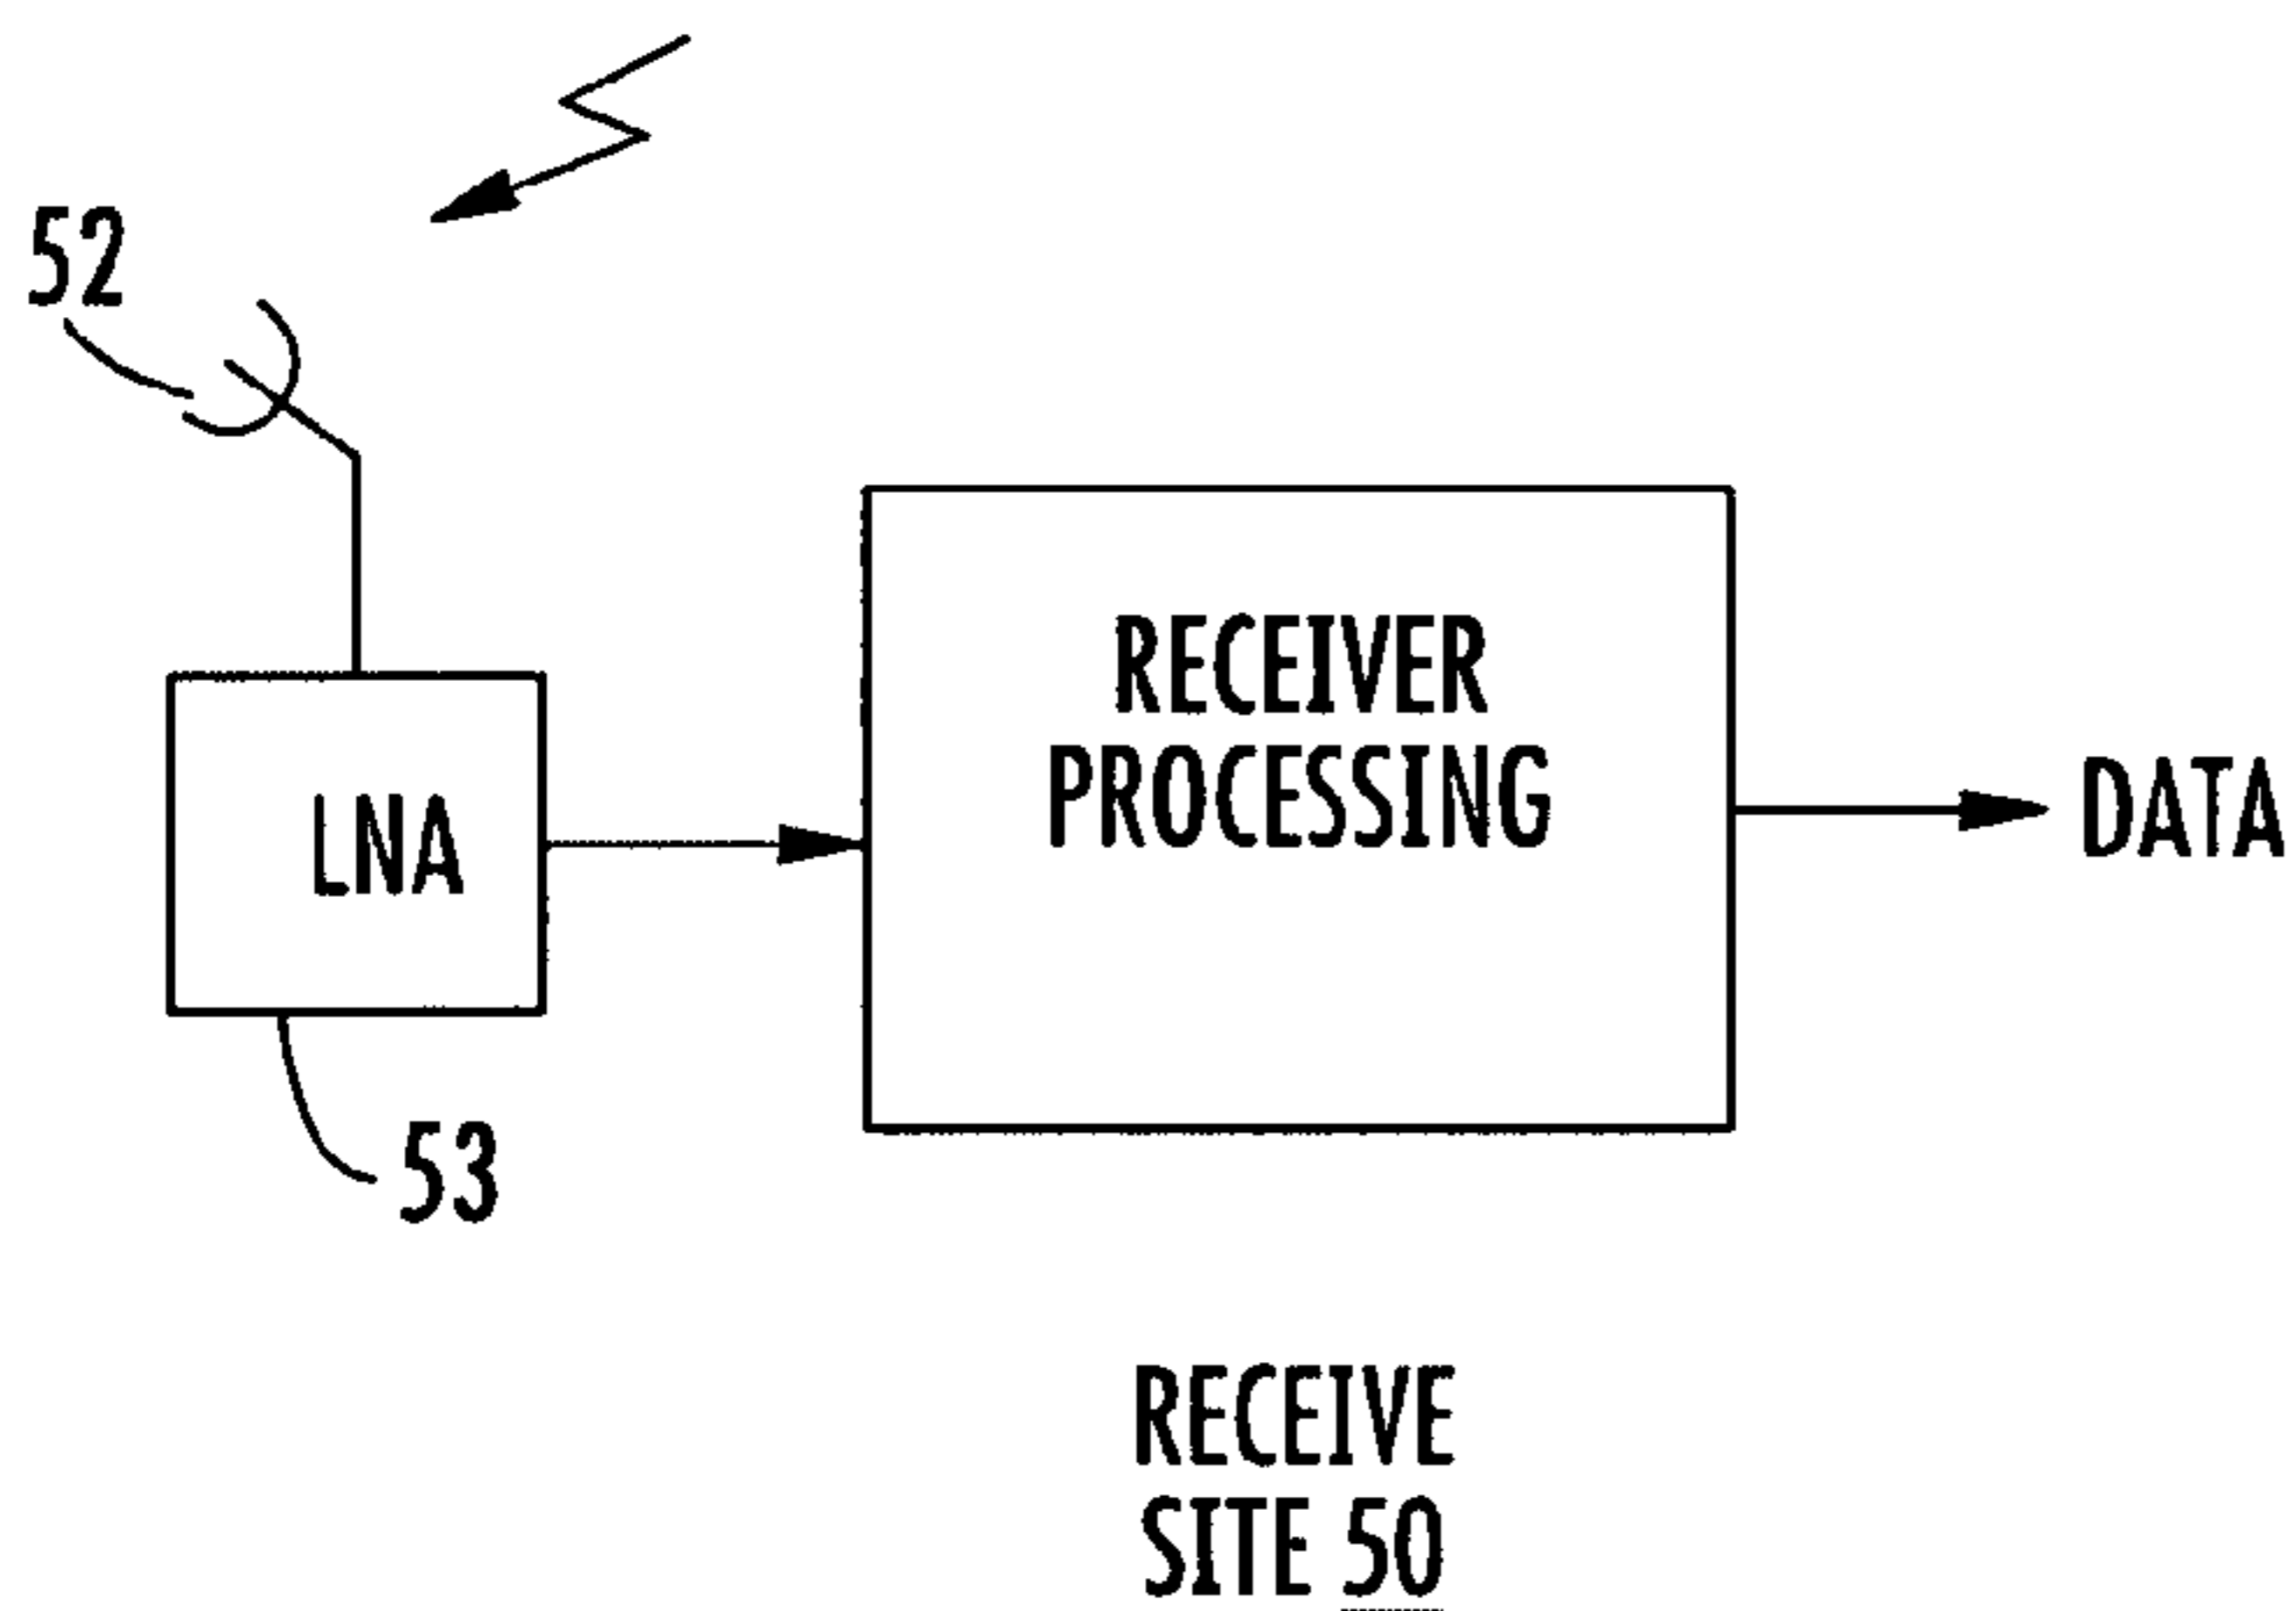 52
RECEIVER
PROCESSING
LNA
DATA
53
RECEIVE
SITE 50